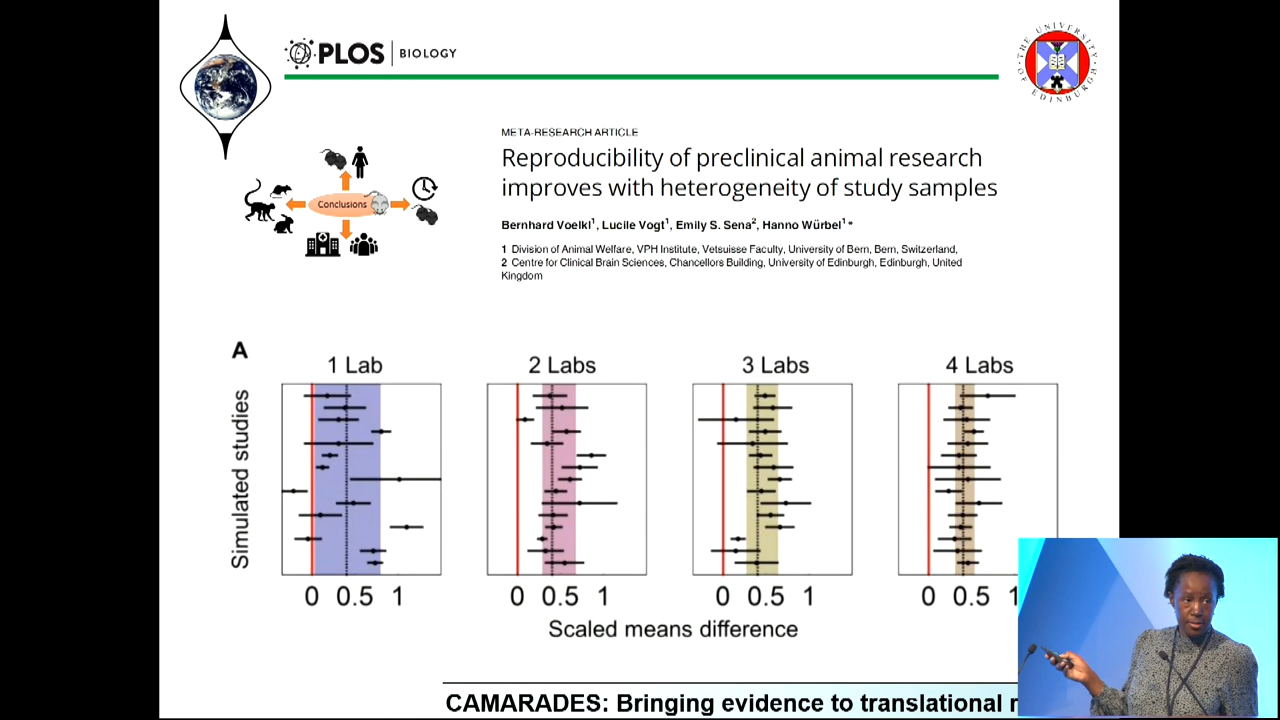 PLOS | BIOLOGY
THE UNIVERSITY OF EDINBURGH
META-RESEARCH ARTICLE
Reproducibility of preclinical animal research
improves with heterogeneity of study samples
Bernhard Voelkl1, Lucile Vogt1, Emily S. Sena2, Hanno Würbel1 *
1 Division of Animal Welfare, VPH Institute, Vetsuisse Faculty, University of Bern, Bern, Switzerland,
2 Centre for Clinical Brain Sciences, Chancellors Building, University of Edinburgh, Edinburgh, United
Kingdom
Conclusions
A
1 Lab
2 Labs
3 Labs
4 Labs
Simulated studies
0 0.5 1
0 0.5 1
0 0.5 1
0 0.5 1
Scaled means difference
CAMARADES: Bringing evidence to translational